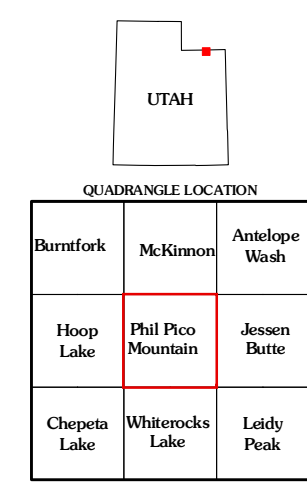 UTAH
QUADRANGLE LOCATION
Burntfork
McKinnon
Antelope
Wash
Hoop
Lake
Phil Pico
Mountain
Jessen
Butte
Chepeta
Lake
Whiterocks
Lake
Leidy
Peak